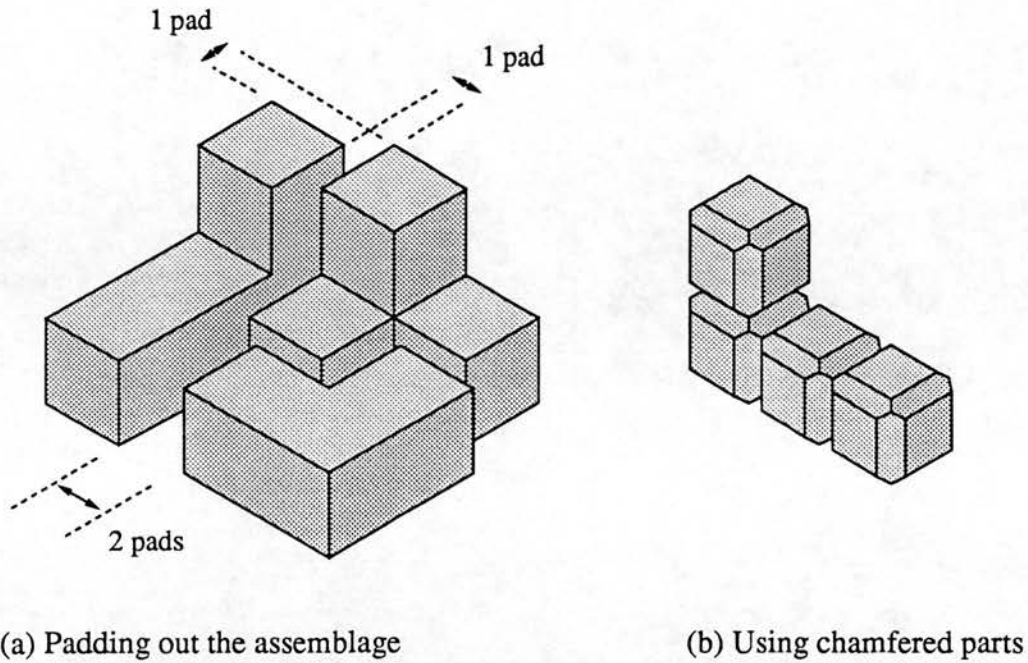 1 pad
1 pad
2 pads
(a) Padding out the assemblage
(b) Using chamfered parts